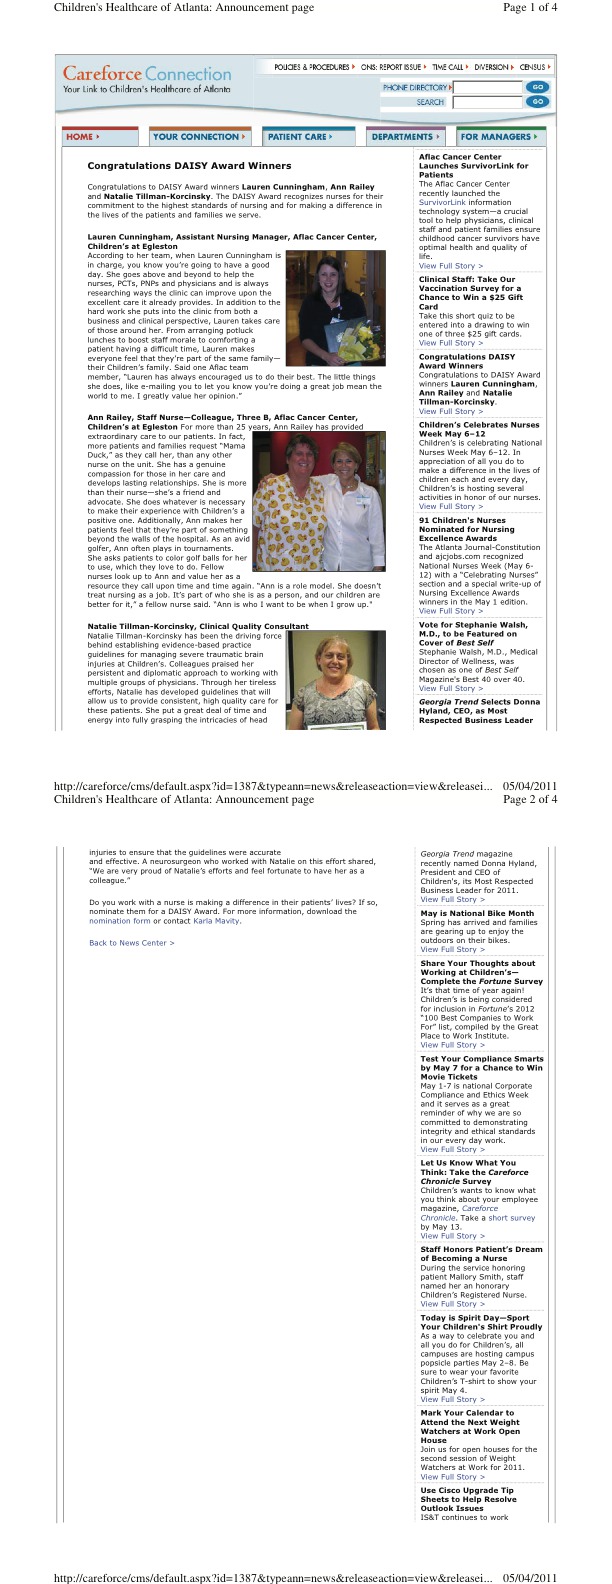 Children's Healthcare of Atlanta: Announcement page
Page 1 of 4
Careforce Connection
Your Link to Children's Healthcare of Atlanta
POLICIES & PROCEDURES
ONS: REPORT ISSUE
TIME CALL
DIVERSION
CENSUS
PHONE DIRECTORY
GO
SEARCH
GO
HOME
YOUR CONNECTION
PATIENT CARE
DEPARTMENTS
FOR MANAGERS
Congratulations DAISY Award Winners
Congratulations to DAISY Award winners Lauren Cunningham, Ann Railey
and Natalie Tillman-Korcinsky. The DAISY Award recognizes nurses for their
commitment to the highest standards of nursing and for making a difference in
the lives of the patients and families we serve.
Lauren Cunningham, Assistant Nursing Manager, Aflac Cancer Center,
Children's at Egleston
According to her team, when Lauren Cunningham is
in charge, you know you're going to have a good
day. She goes above and beyond to help the
nurses, PCTs, PNPs and physicians and is always
researching ways the clinic can improve upon the
excellent care it already provides. In addition to the
hard work she puts into the clinic from both a
business and clinical perspective, Lauren takes care
of those around her. From arranging potluck
lunches to boost staff morale to comforting a
patient having a difficult time, Lauren makes
everyone feel that they're part of the same family—
their Children's family. Said one Aflac team
member, "Lauren has always encouraged us to do their best. The little things
she does, like e-mailing you to let you know you're doing a great job mean the
world to me. I greatly value her opinion."
Ann Railey, Staff Nurse—Colleague, Three B, Aflac Cancer Center,
Children's at Egleston For more than 25 years, Ann Railey has provided
extraordinary care to our patients. In fact,
more patients and families request "Mama
Duck," as they call her, than any other
nurse on the unit. She has a genuine
compassion for those in her care and
develops lasting relationships. She is more
than their nurse—she's a friend and
advocate. She does whatever is necessary
to make their experience with Children's a
positive one. Additionally, Ann makes her
patients feel that they're part of something
beyond the walls of the hospital. As an avid
golfer, Ann often plays in tournaments.
She asks patients to color golf balls for her
to use, which they love to do. Fellow
nurses look up to Ann and value her as a
resource they call upon time and time again. "Ann is a role model. She doesn't
treat nursing as a job. It's part of who she is as a person, and our children are
better for it," a fellow nurse said. "Ann is who I want to be when I grow up."
Natalie Tillman-Korcinsky, Clinical Quality Consultant
Natalie Tillman-Korcinsky has been the driving force
behind establishing evidence-based practice
guidelines for managing severe traumatic brain
injuries at Children's. Colleagues praised her
persistent and diplomatic approach to working with
multiple groups of physicians. Through her tireless
efforts, Natalie has developed guidelines that will
allow us to provide consistent, high quality care for
these patients. She put a great deal of time and
energy into fully grasping the intricacies of head
Aflac Cancer Center
Launches SurvivorLink for
Patients
The Aflac Cancer Center
recently launched the
SurvivorLink information
technology system—a crucial
tool to help physicians, clinical
staff and patient families ensure
childhood cancer survivors have
optimal health and quality of
life.
View Full Story >
Clinical Staff: Take Our
Vaccination Survey for a
Chance to Win a $25 Gift
Card
Take this short quiz to be
entered into a drawing to win
one of three $25 gift cards.
View Full Story >
Congratulations DAISY
Award Winners
Congratulations to DAISY Award
winners Lauren Cunningham,
Ann Railey and Natalie
Tillman-Korcinsky.
View Full Story >
Children's Celebrates Nurses
Week May 6–12
Children's is celebrating National
Nurses Week May 6–12. In
appreciation of all you do to
make a difference in the lives of
children each and every day,
Children's is hosting several
activities in honor of our nurses.
View Full Story >
91 Children's Nurses
Nominated for Nursing
Excellence Awards
The Atlanta Journal-Constitution
and ajcjobs.com recognized
National Nurses Week (May 6-
12) with a "Celebrating Nurses"
section and a special write-up of
Nursing Excellence Awards
winners in the May 1 edition.
View Full Story >
Vote for Stephanie Walsh,
M.D., to be Featured on
Cover of Best Self
Stephanie Walsh, M.D., Medical
Director of Wellness, was
chosen as one of Best Self
Magazine's Best 40 over 40.
View Full Story >
Georgia Trend Selects Donna
Hyland, CEO, as Most
Respected Business Leader
http://careforce/cms/default.aspx?id=1387&typeann=news&releaseaction=view&releasei...
05/04/2011
Children's Healthcare of Atlanta: Announcement page
Page 2 of 4
injuries to ensure that the guidelines were accurate
and effective. A neurosurgeon who worked with Natalie on this effort shared,
"We are very proud of Natalie's efforts and feel fortunate to have her as a
colleague."
Do you work with a nurse is making a difference in their patients' lives? If so,
nominate them for a DAISY Award. For more information, download the
nomination form or contact Karla Mavity.
Back to News Center >
Georgia Trend magazine
recently named Donna Hyland,
President and CEO of
Children's, its Most Respected
Business Leader for 2011.
View Full Story >
May is National Bike Month
Spring has arrived and families
are gearing up to enjoy the
outdoors on their bikes.
View Full Story >
Share Your Thoughts about
Working at Children's—
Complete the Fortune Survey
It's that time of year again!
Children's is being considered
for inclusion in Fortune's 2012
"100 Best Companies to Work
For" list, compiled by the Great
Place to Work Institute.
View Full Story >
Test Your Compliance Smarts
by May 7 for a Chance to Win
Movie Tickets
May 1-7 is national Corporate
Compliance and Ethics Week
and it serves as a great
reminder of why we are so
committed to demonstrating
integrity and ethical standards
in our every day work.
View Full Story >
Let Us Know What You
Think: Take the Careforce
Chronicle Survey
Children's wants to know what
you think about your employee
magazine, Careforce
Chronicle. Take a short survey
by May 13.
View Full Story >
Staff Honors Patient's Dream
of Becoming a Nurse
During the service honoring
patient Mallory Smith, staff
named her an honorary
Children's Registered Nurse.
View Full Story >
Today is Spirit Day—Sport
Your Children's Shirt Proudly
As a way to celebrate you and
all you do for Children's, all
campuses are hosting campus
popsicle parties May 2–8. Be
sure to wear your favorite
Children's T-shirt to show your
spirit May 4.
View Full Story >
Mark Your Calendar to
Attend the Next Weight
Watchers at Work Open
House
Join us for open houses for the
second session of Weight
Watchers at Work for 2011.
View Full Story >
Use Cisco Upgrade Tip
Sheets to Help Resolve
Outlook Issues
IS&T continues to work
http://careforce/cms/default.aspx?id=1387&typeann=news&releaseaction=view&releasei...
05/04/2011